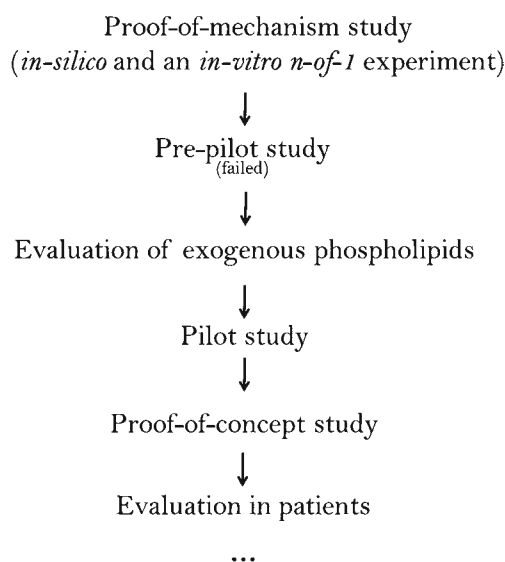 Proof-of-mechanism study
(in-silico and an in-vitro n-of-1 experiment)
Pre-pilot study
(failed)
Evaluation of exogenous phospholipids
Pilot study
Proof-of-concept study
Evaluation in patients
...